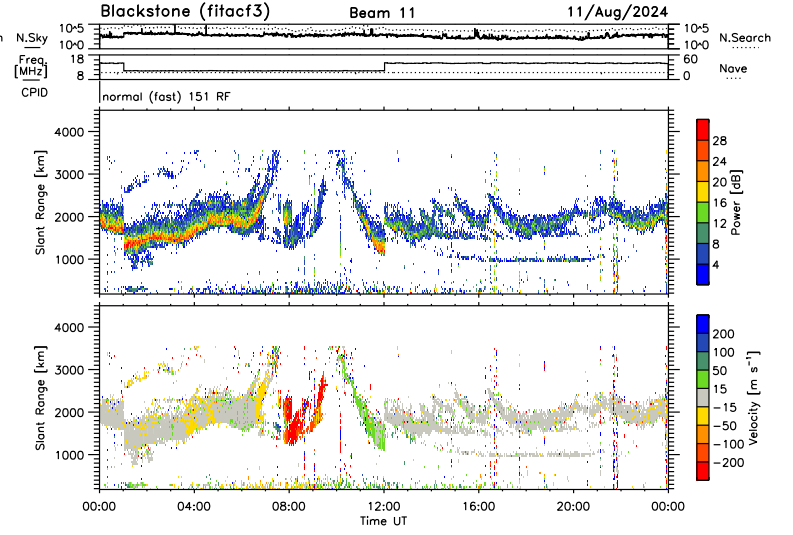 Blackstone (fitacf3) Beam 11 11/Aug/2024
N.Sky 10^5 10^0 10^5 10^0 N.Search
Freq. [MHz] 18 8 60 0 Nave
CPID normal (fast) 151 RF
Slant Range [km] 4000 3000 2000 1000
28 24 20 16 12 8 4 Power [dB]
Slant Range [km] 4000 3000 2000 1000
200 100 50 15 −15 −50 −100 −200 Velocity [m s⁻¹]
00:00 04:00 08:00 12:00 16:00 20:00 00:00
Time UT